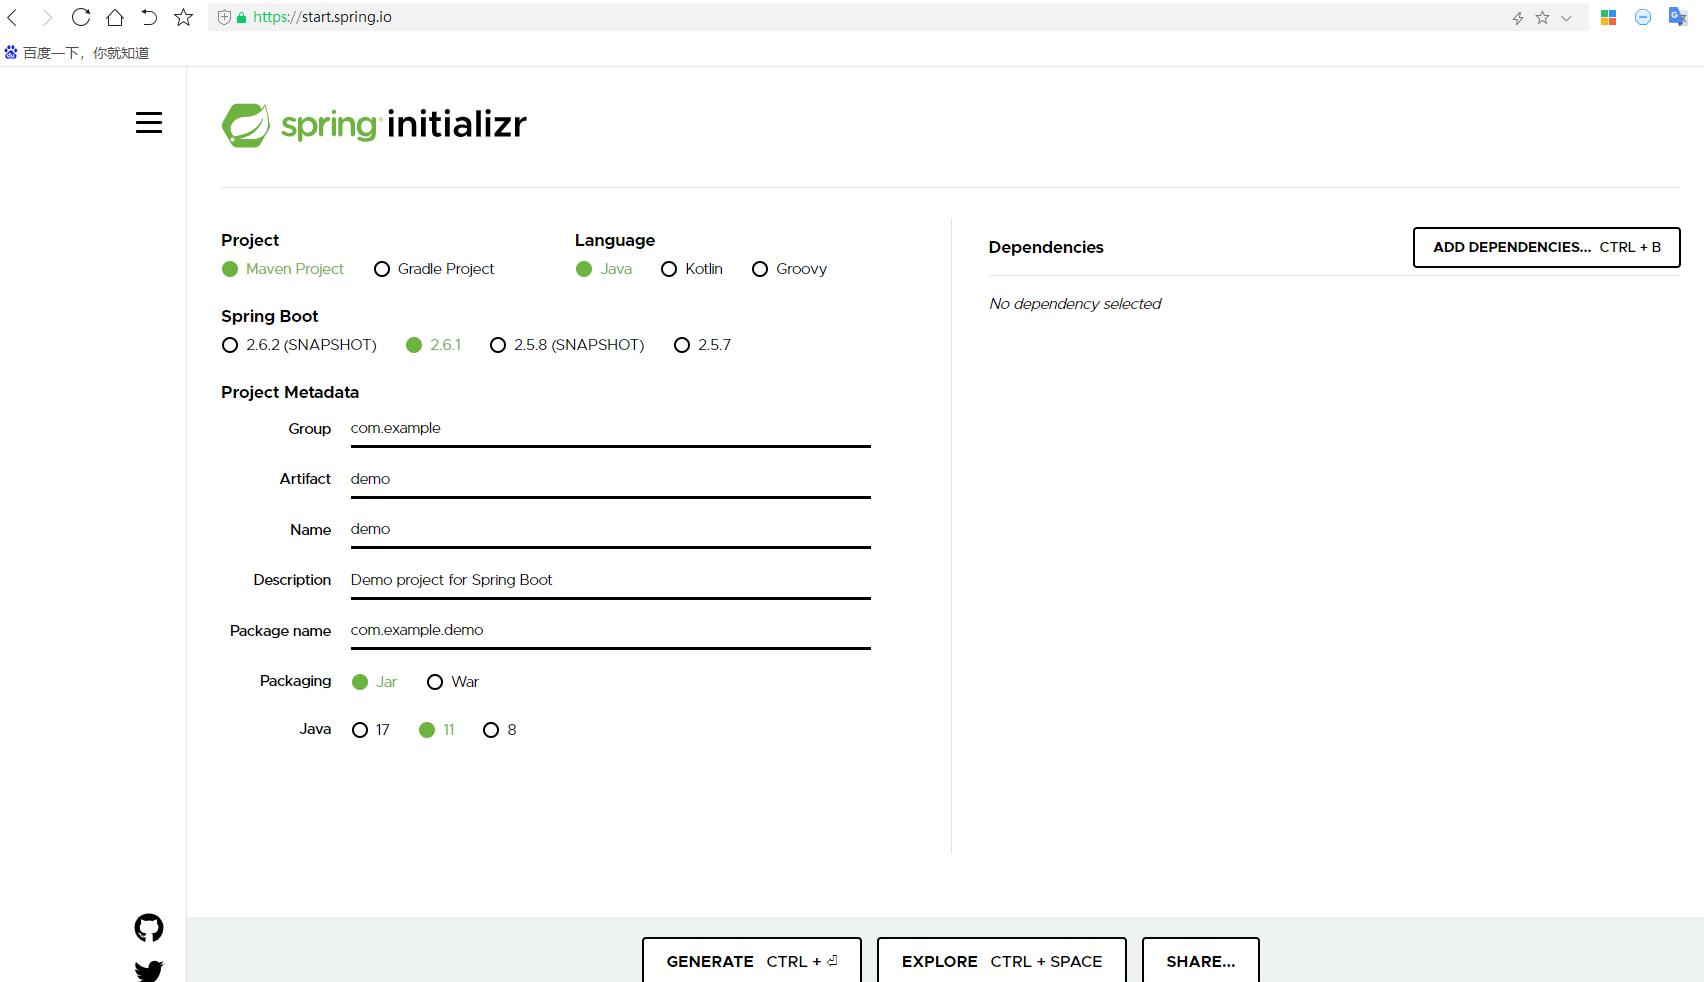 https://start.spring.io
百度一下，你就知道
spring initializr
Project
Maven Project
Gradle Project
Language
Java
Kotlin
Groovy
Spring Boot
2.6.2 (SNAPSHOT)
2.6.1
2.5.8 (SNAPSHOT)
2.5.7
Project Metadata
Group com.example
Artifact demo
Name demo
Description Demo project for Spring Boot
Package name com.example.demo
Packaging Jar War
Java 17 11 8
Dependencies
ADD DEPENDENCIES... CTRL + B
No dependency selected
GENERATE CTRL + ⏎
EXPLORE CTRL + SPACE
SHARE...